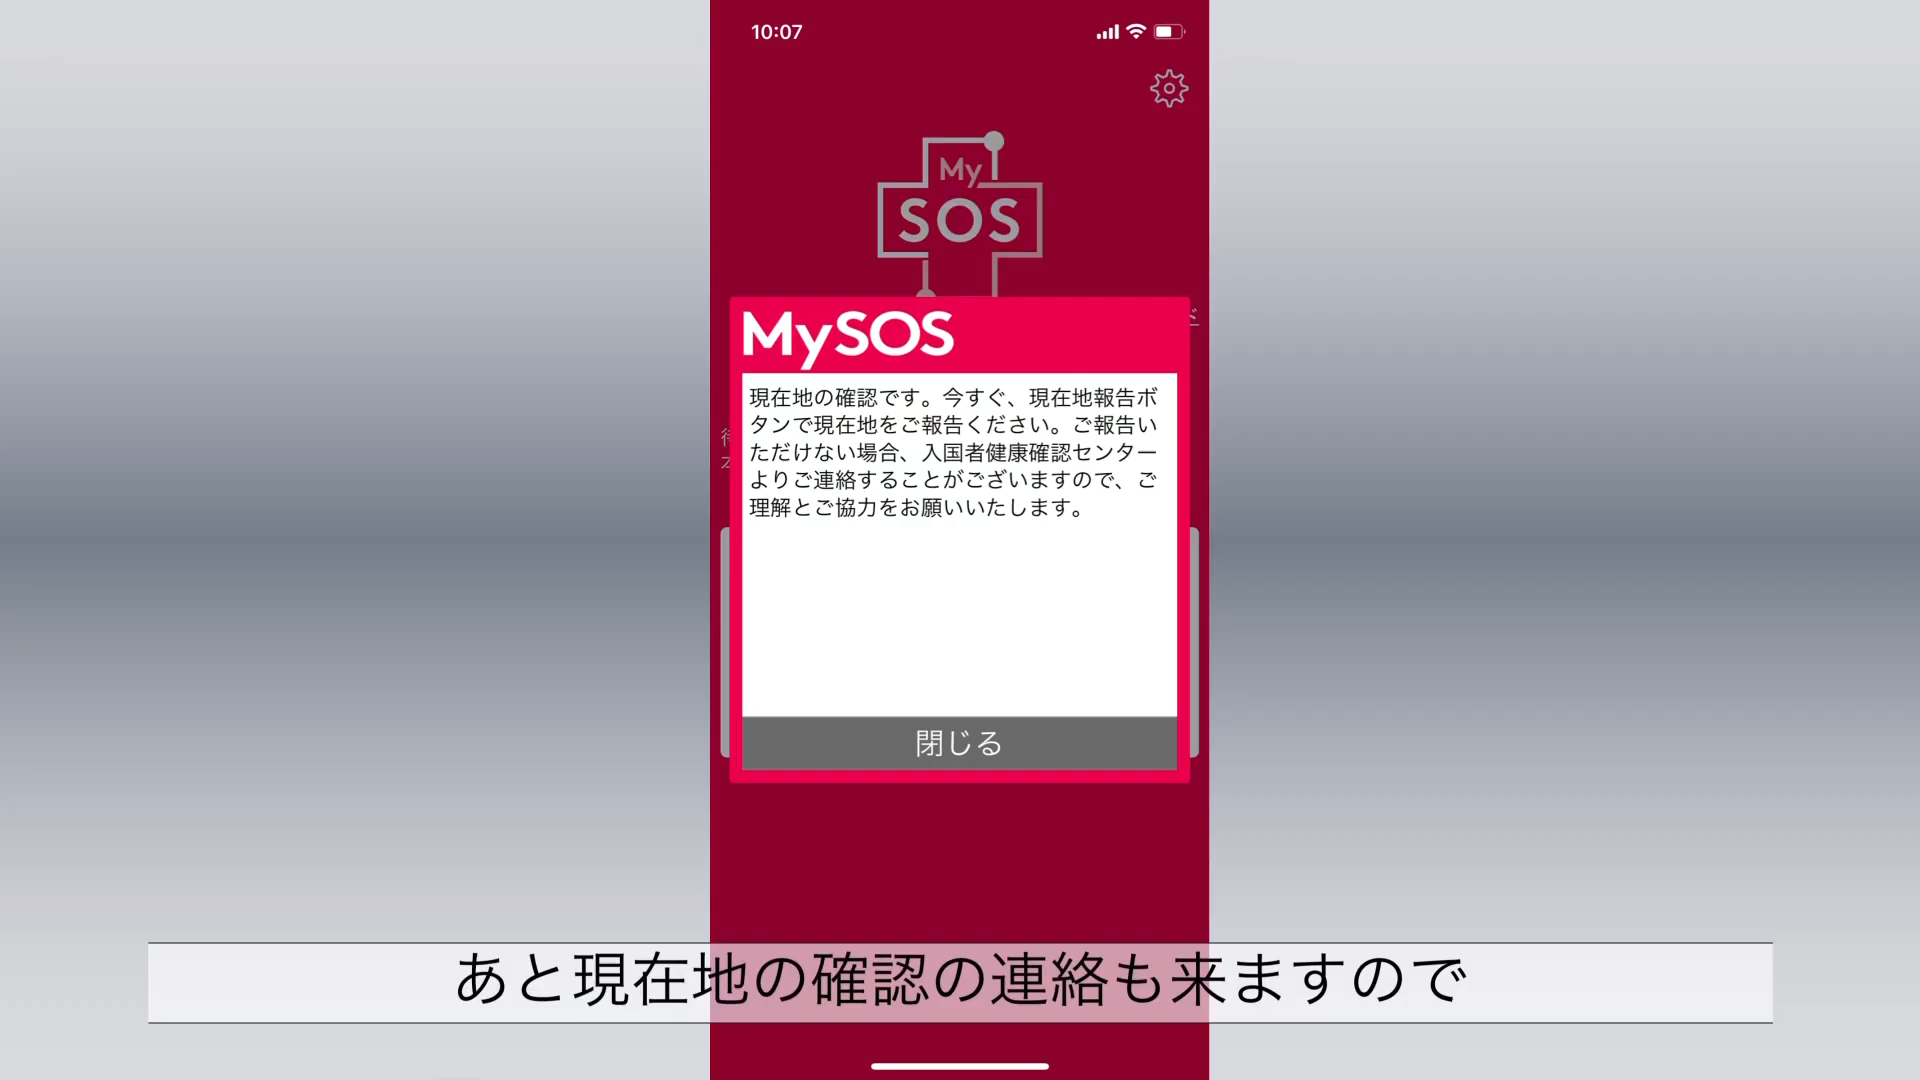 10:07
My
SOS
MySOS
現在地の確認です。今すぐ、現在地報告ボ
タンで現在地をご報告ください。ご報告い
ただけない場合、入国者健康確認センター
よりご連絡することがございますので、ご
理解とご協力をお願いいたします。
閉じる
あと現在地の確認の連絡も来ますので